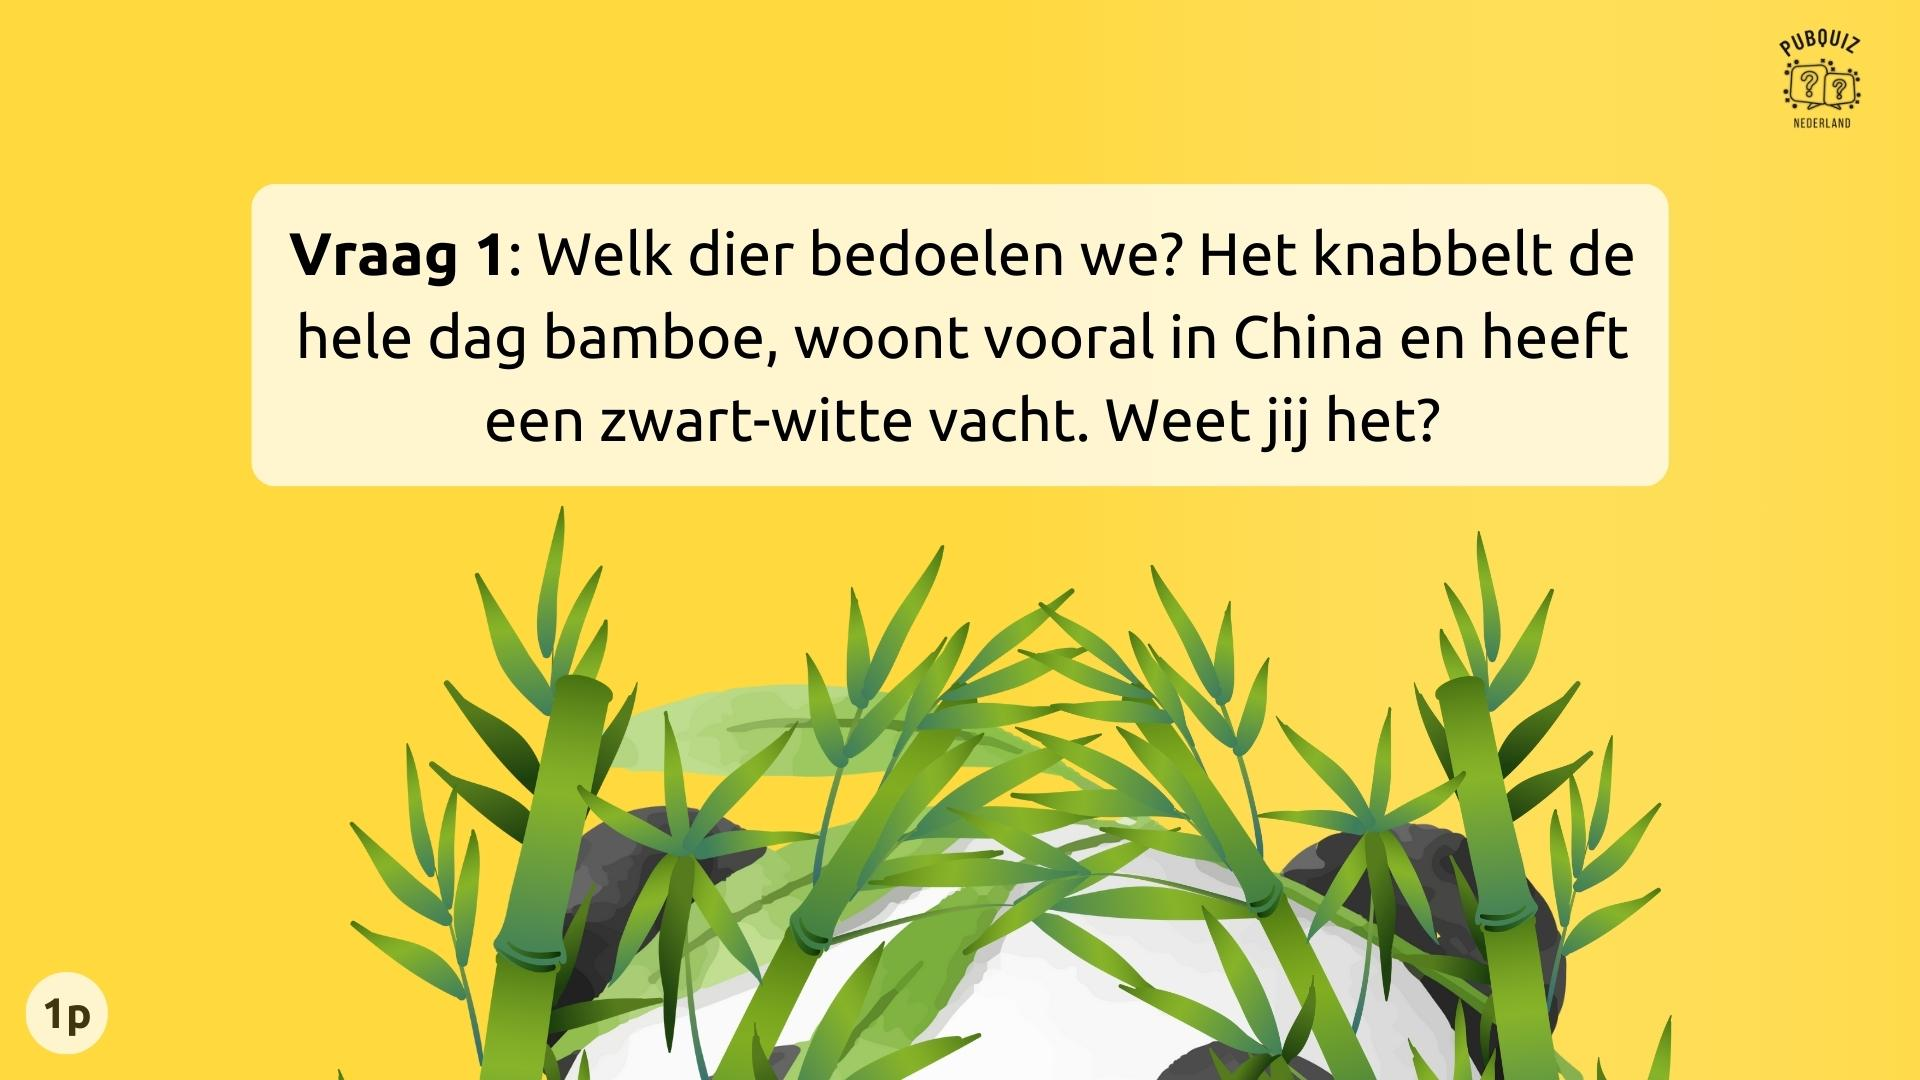 PUBQUIZ
? ?
NEDERLAND
Vraag 1: Welk dier bedoelen we? Het knabbelt de
hele dag bamboe, woont vooral in China en heeft
een zwart-witte vacht. Weet jij het?
1p